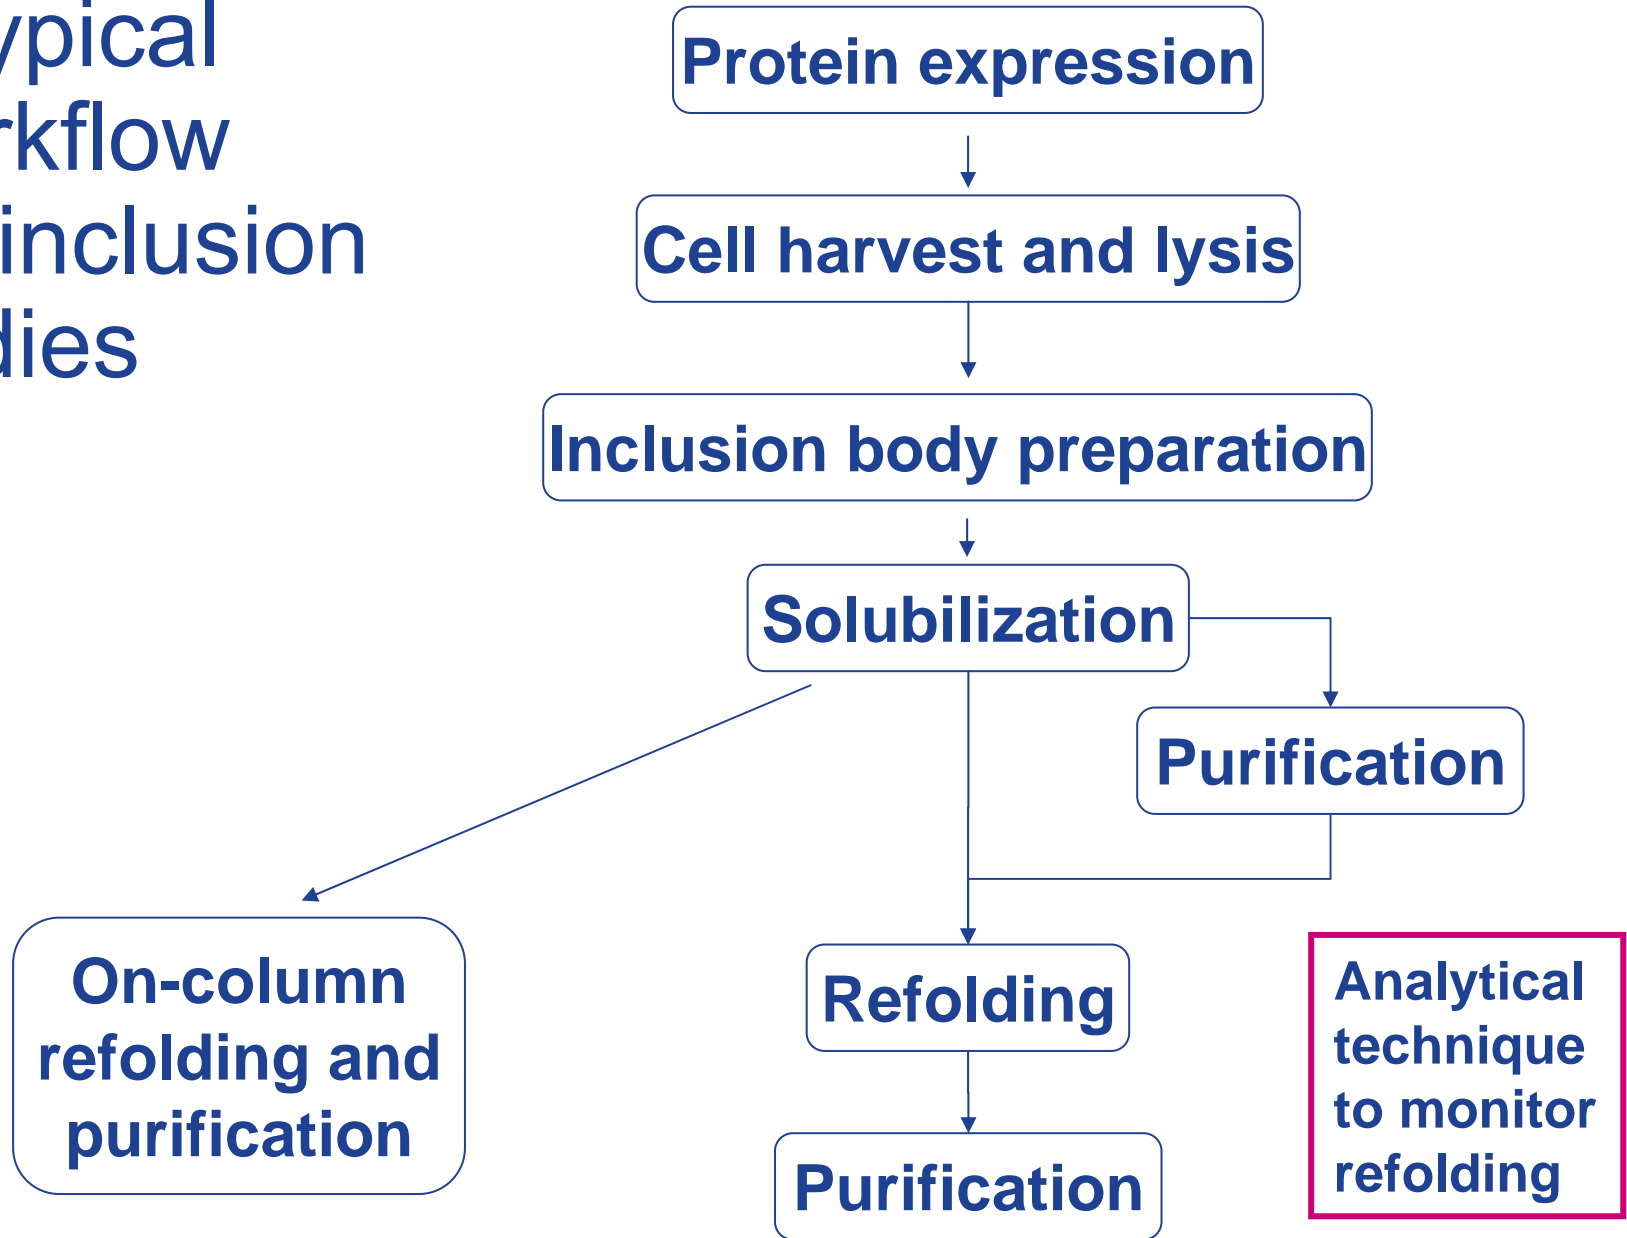 ypical
rkflow
inclusion
dies
Protein expression
Cell harvest and lysis
Inclusion body preparation
Solubilization
Purification
On-column
refolding and
purification
Refolding
Purification
Analytical
technique
to monitor
refolding